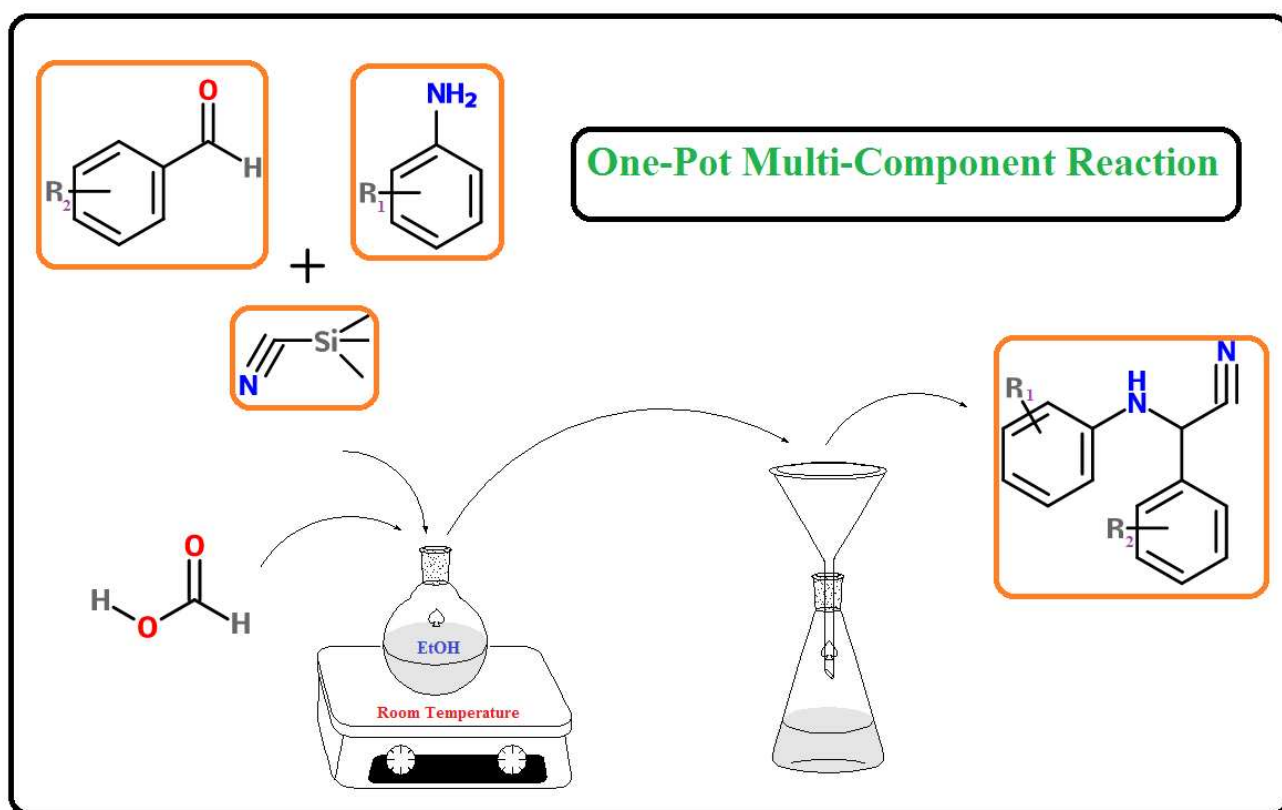 O
H
R2
NH2
R1
One-Pot Multi-Component Reaction
+
Si
N
N
H
N
R1
R2
O
H
O
H
EtOH
Room Temperature